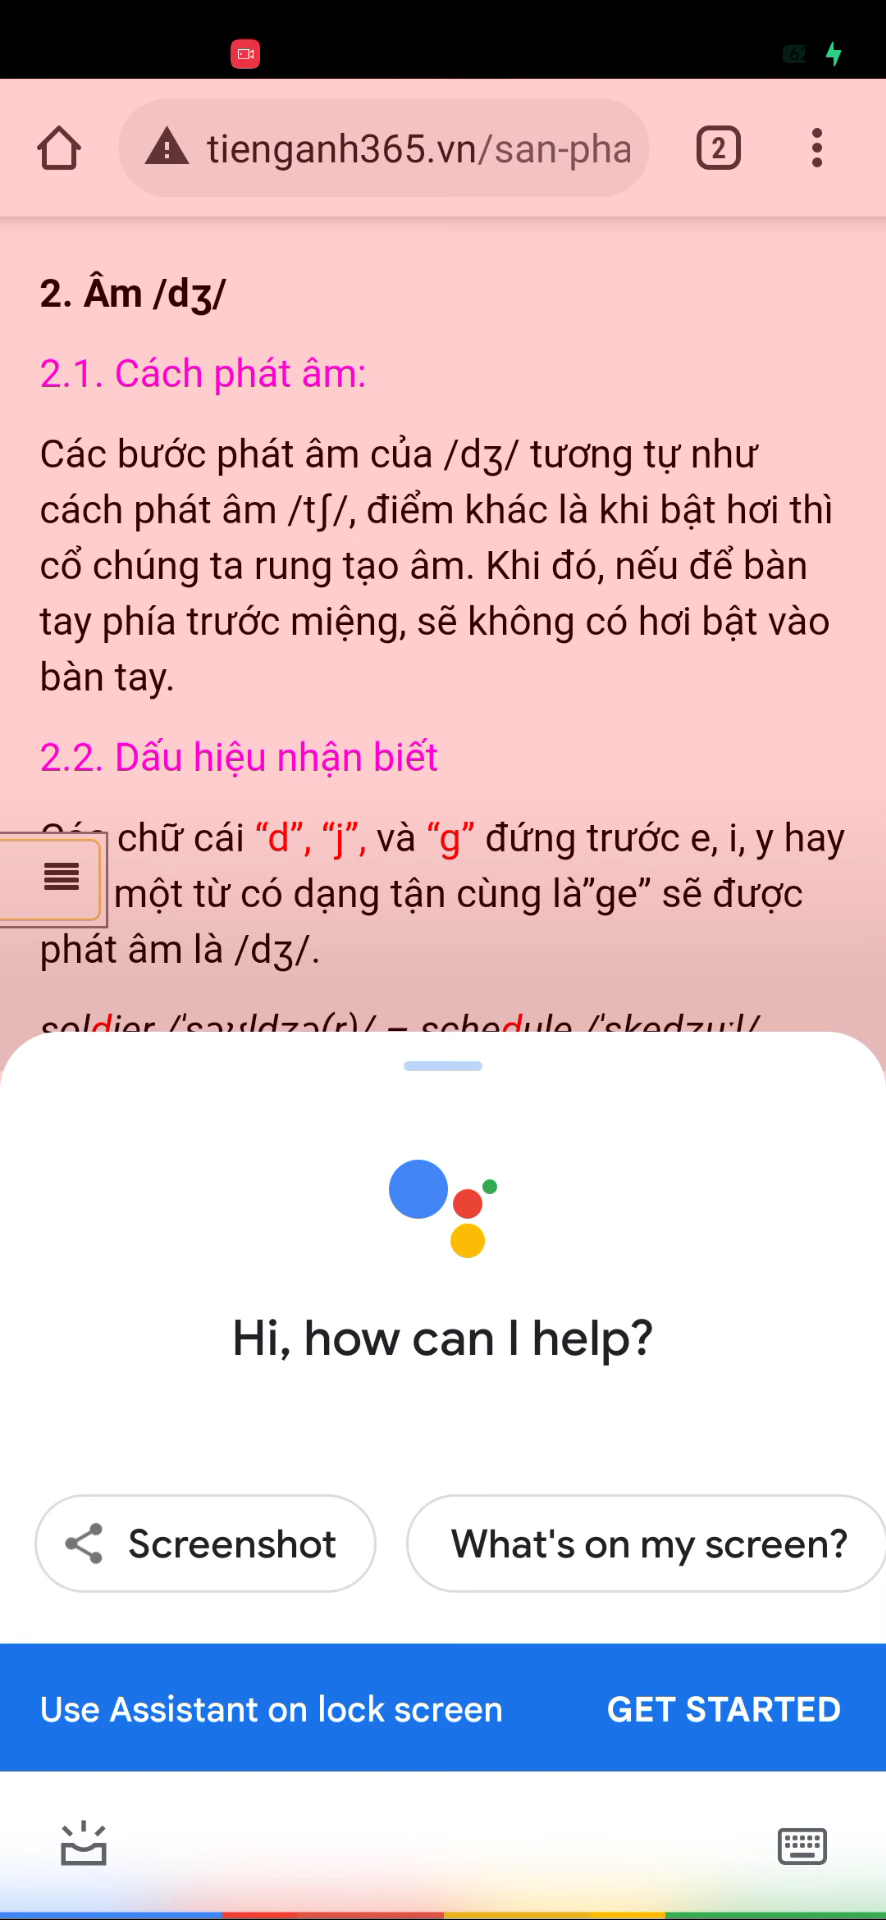 tienganh365.vn/san-pha
2
2. Âm /dʒ/
2.1. Cách phát âm:
Các bước phát âm của /dʒ/ tương tự như
cách phát âm /tʃ/, điểm khác là khi bật hơi thì
cổ chúng ta rung tạo âm. Khi đó, nếu để bàn
tay phía trước miệng, sẽ không có hơi bật vào
bàn tay.
2.2. Dấu hiệu nhận biết
chữ cái “d”, “j”, và “g” đứng trước e, i, y hay
một từ có dạng tận cùng là”ge” sẽ được
phát âm là /dʒ/.
soldier /'səʊldʒə(r)/ – schedule /'skedʒuːl/
Hi, how can I help?
Screenshot
What's on my screen?
Use Assistant on lock screen
GET STARTED